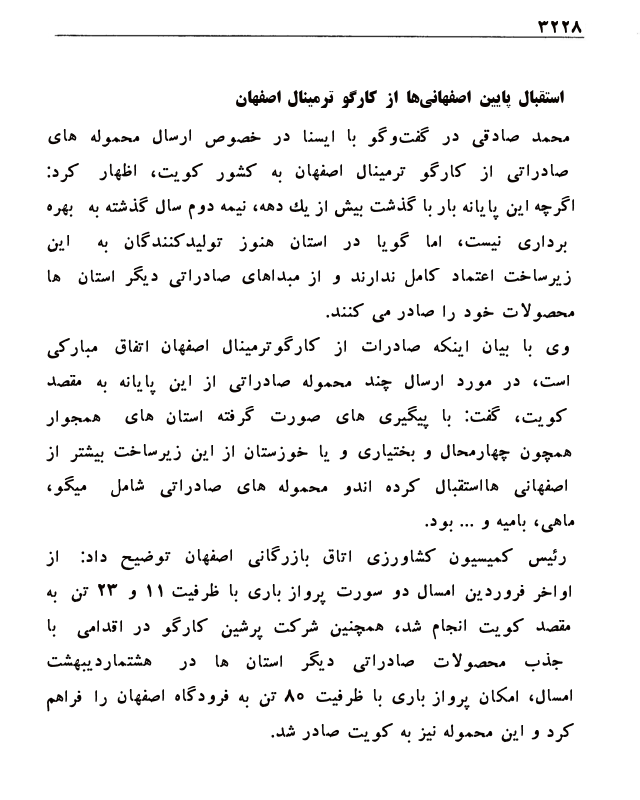 ۳۲۲۸
استقبال پایین اصفهانی‌ها از کارگو ترمینال اصفهان
محمد صادقی در گفت‌وگو با ایسنا در خصوص ارسال محموله های
صادراتی از کارگو ترمینال اصفهان به کشور کویت، اظهار کرد:
اگرچه این پایانه بار با گذشت بیش از یك دهه، نیمه دوم سال گذشته به بهره
برداری نیست، اما گویا در استان هنوز تولیدکنندگان به این
زیرساخت اعتماد کامل ندارند و از مبداهای صادراتی دیگر استان ها
محصولات خود را صادر می کنند.
وی با بیان اینکه صادرات از کارگوترمینال اصفهان اتفاق مبارکی
است، در مورد ارسال چند محموله صادراتی از این پایانه به مقصد
کویت، گفت: با پیگیری های صورت گرفته استان های همجوار
همچون چهارمحال و بختیاری و یا خوزستان از این زیرساخت بیشتر از
اصفهانی هااستقبال کرده اندو محموله های صادراتی شامل میگو،
ماهی، بامیه و ... بود.
رئیس کمیسیون کشاورزی اتاق بازرگانی اصفهان توضیح داد: از
اواخر فروردین امسال دو سورت پرواز باری با ظرفیت ۱۱ و ۲۳ تن به
مقصد کویت انجام شد، همچنین شرکت پرشین کارگو در اقدامی با
جذب محصولات صادراتی دیگر استان ها در هشتماردیبهشت
امسال، امکان پرواز باری با ظرفیت ۸۰ تن به فرودگاه اصفهان را فراهم
کرد و این محموله نیز به کویت صادر شد.